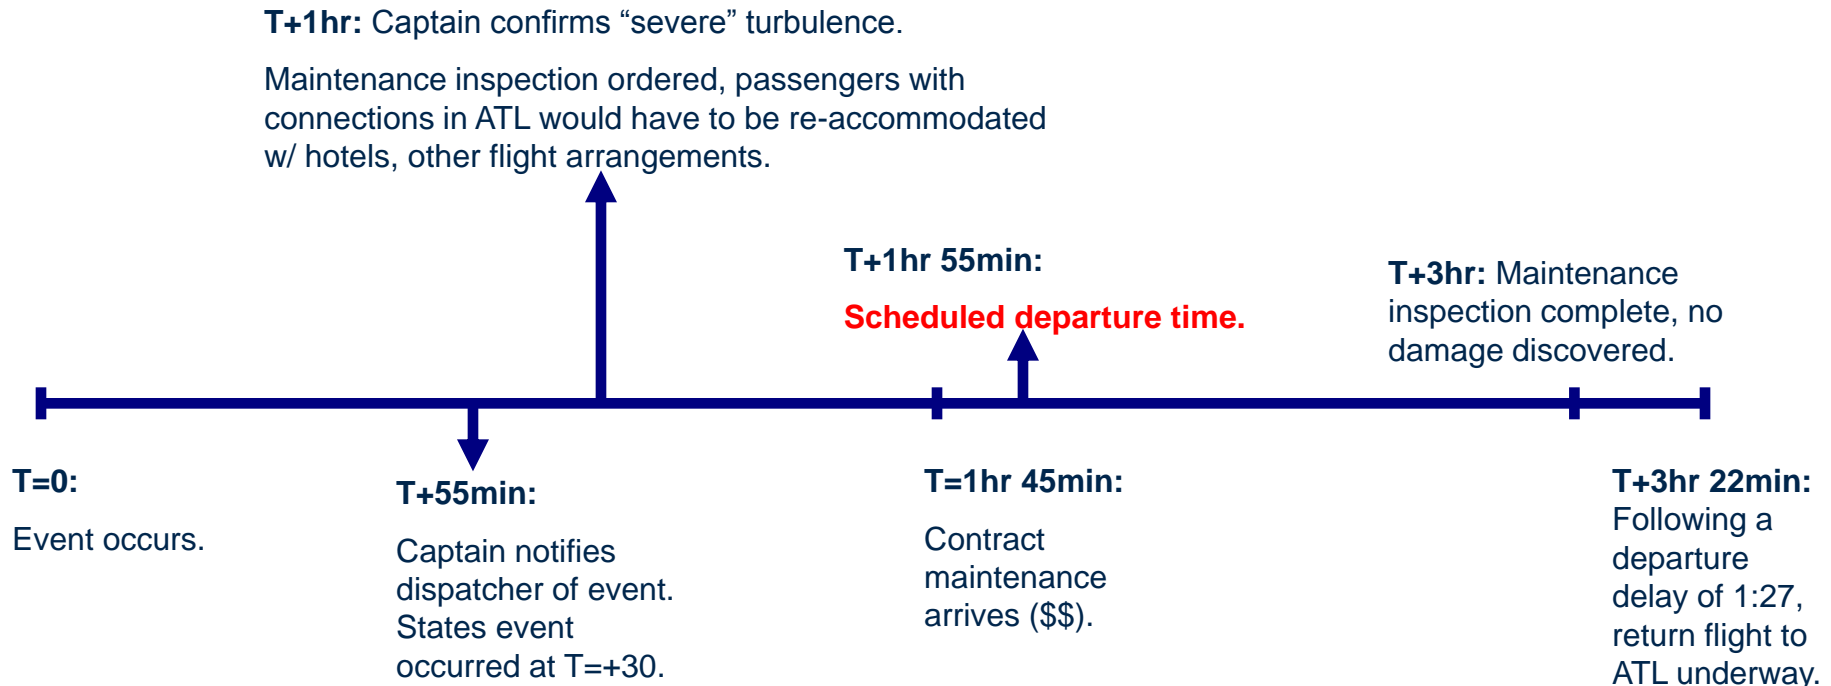 T+1hr: Captain confirms “severe” turbulence.
Maintenance inspection ordered, passengers with
connections in ATL would have to be re-accommodated
w/ hotels, other flight arrangements.
T+1hr 55min:
Scheduled departure time.
T+3hr: Maintenance
inspection complete, no
damage discovered.
T=0:
Event occurs.
T+55min:
Captain notifies
dispatcher of event.
States event
occurred at T=+30.
T=1hr 45min:
Contract
maintenance
arrives ($$).
T+3hr 22min:
Following a
departure
delay of 1:27,
return flight to
ATL underway.